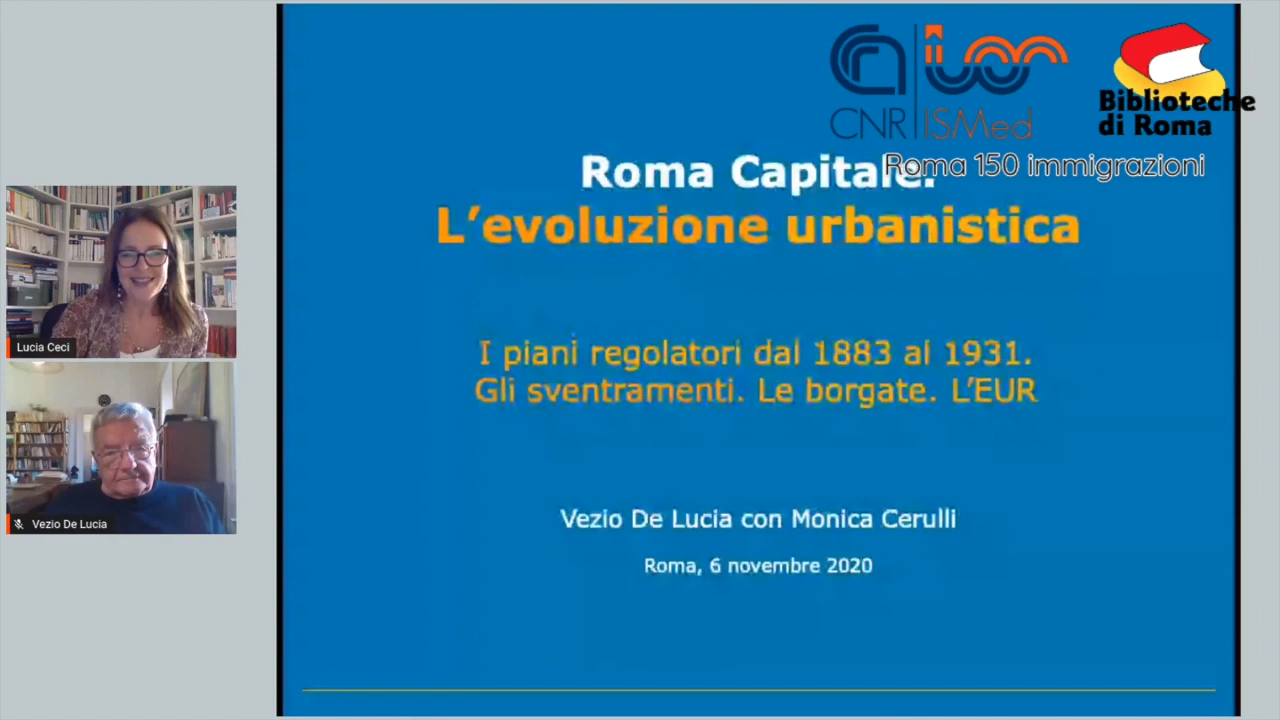 CNR ISMed
Biblioteche
di Roma
Roma 150 immigrazioni
Roma Capitale.
L'evoluzione urbanistica
I piani regolatori dal 1883 al 1931.
Gli sventramenti. Le borgate. L'EUR
Vezio De Lucia con Monica Cerulli
Roma, 6 novembre 2020
Lucia Ceci
Vezio De Lucia